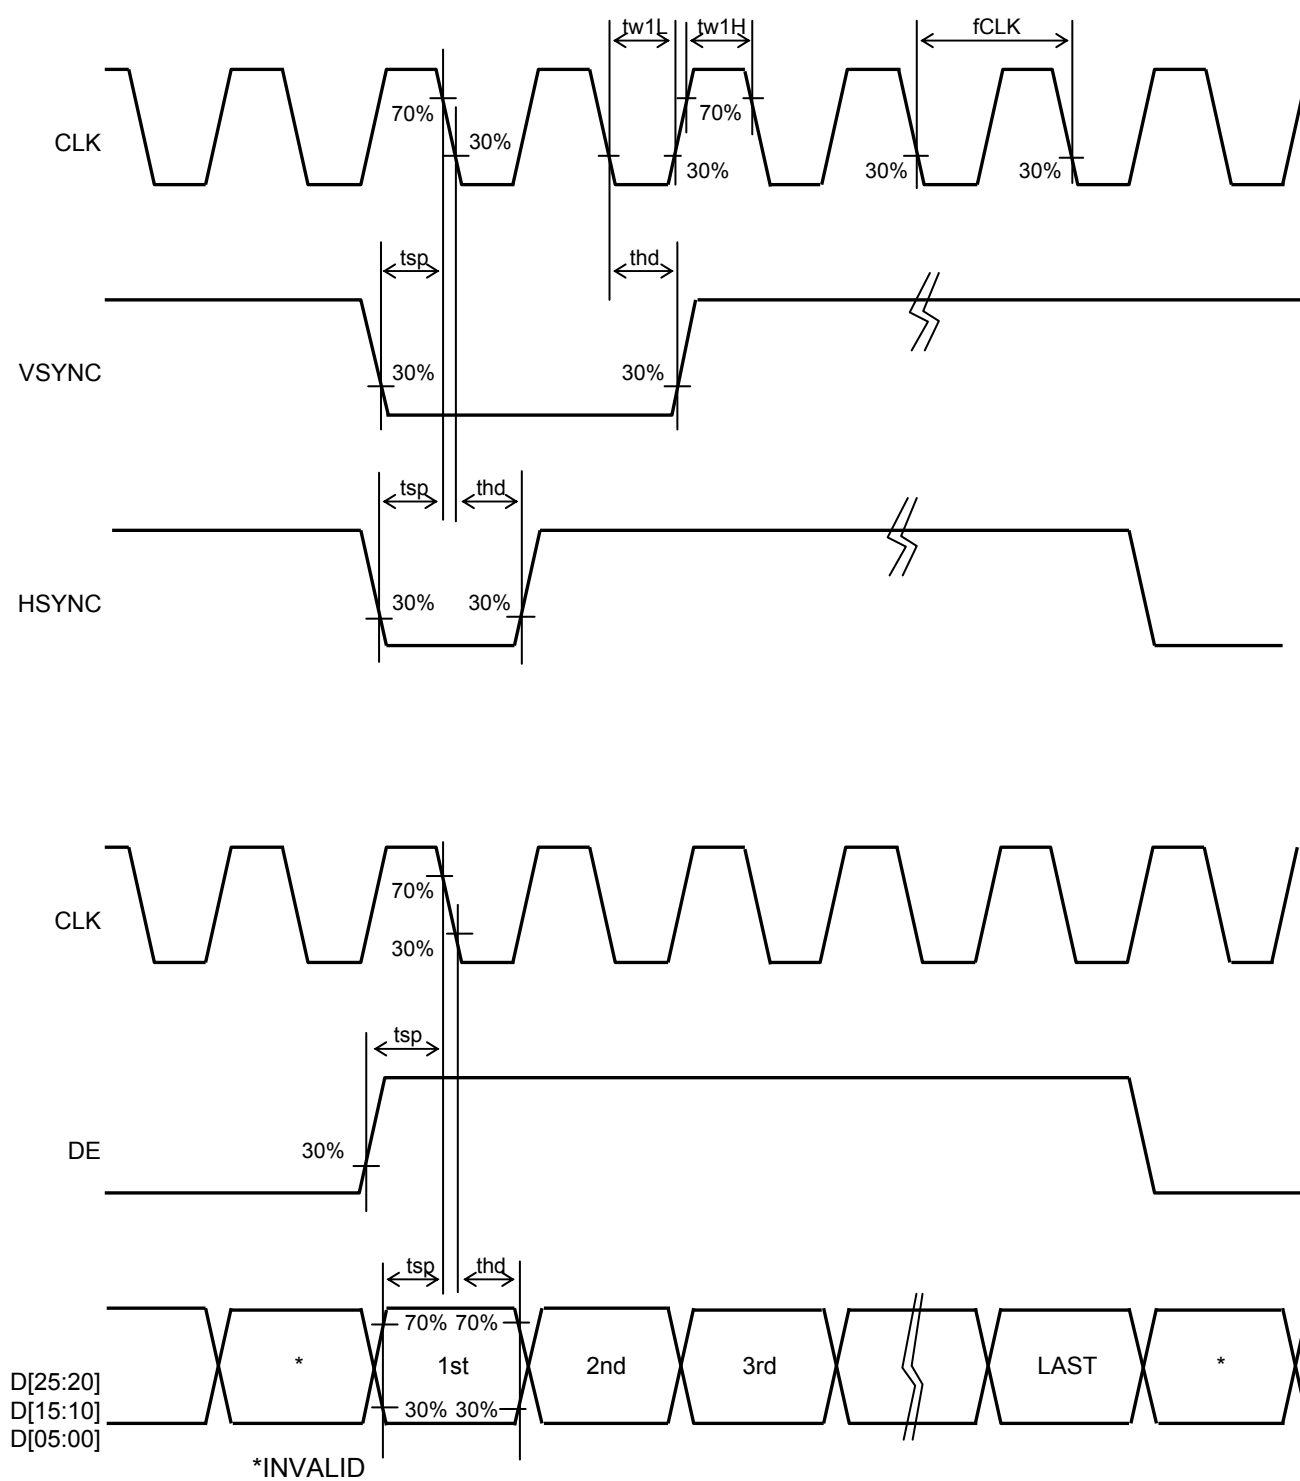 tw1L tw1H fCLK
70% 30% 70%
CLK
30% 30% 30%
tsp thd
VSYNC 30% 30%
tsp thd
HSYNC 30% 30%
70%
CLK
30%
tsp
DE 30%
tsp thd
70% 70%
* 1st 2nd 3rd LAST *
30% 30%
D[25:20]
D[15:10]
D[05:00]
*INVALID